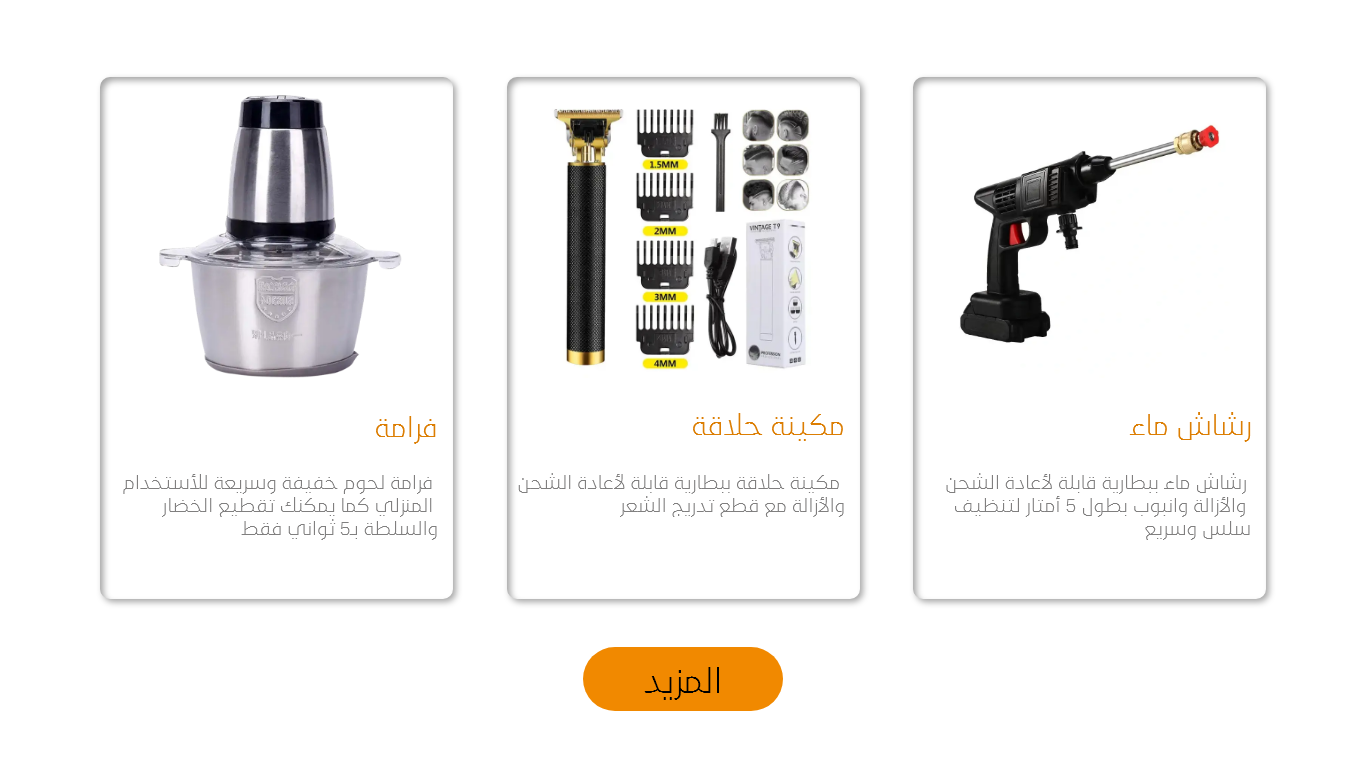 رشاش ماء
رشاش ماء ببطارية قابلة لأعادة الشحن
والأزالة وانبوب بطول 5 أمتار لتنظيف
سلس وسريع
1.5MM
2MM
3MM
4MM
VINTAGE T9
مكينة حلاقة
مكينة حلاقة ببطارية قابلة لأعادة الشحن
والأزالة مع قطع تدريج الشعر
فرامة
فرامة لحوم خفيفة وسريعة للأستخدام
المنزلي كما يمكنك تقطيع الخضار
والسلطة بـ5 ثواني فقط
المزيد